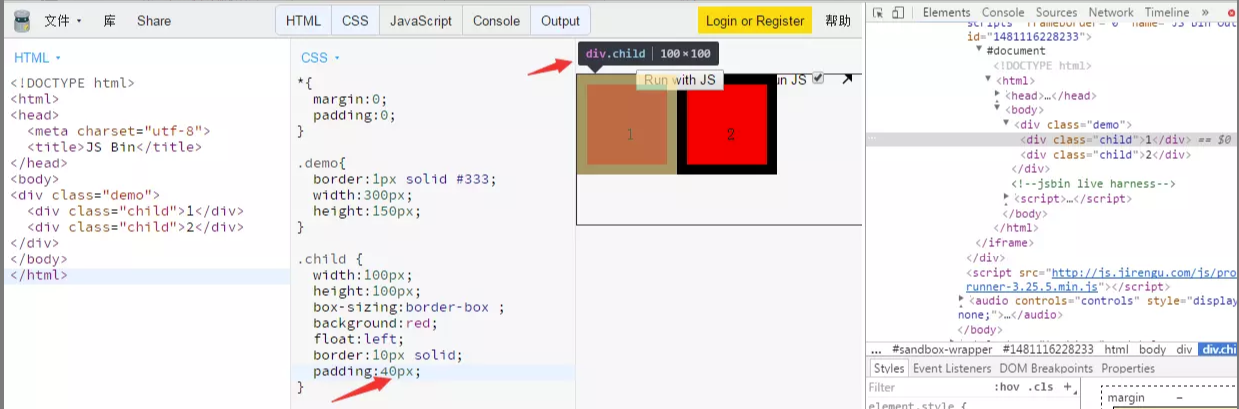 文件
库
Share
HTML
CSS
JavaScript
Console
Output
Login or Register
帮助
HTML
<!DOCTYPE html>
<html>
<head>
<meta charset="utf-8">
<title>JS Bin</title>
</head>
<body>
<div class="demo">
<div class="child">1</div>
<div class="child">2</div>
</div>
</body>
</html>
CSS
*{
margin:0;
padding:0;
}
.demo{
border:1px solid #333;
width:300px;
height:150px;
}
.child {
width:100px;
height:100px;
box-sizing:border-box ;
background:red;
float:left;
border:10px solid;
padding:40px;
}
div.child | 100×100
Run with JS
un JS
1
2
Elements
Console
Sources
Network
Timeline
»
id="1481116228233">
#document
<!DOCTYPE html>
<html>
<head>…</head>
<body>
<div class="demo">
<div class="child">1</div> == $0
<div class="child">2</div>
</div>
<!--jsbin live harness-->
<script>…</script>
</body>
</html>
</iframe>
</div>
<script src="http://js.jirengu.com/js/pro
runner-3.25.5.min.js"></script>
<audio controls="controls" style="display
none;">…</audio>
</body>
... #sandbox-wrapper #1481116228233 html body div div.chi
Styles
Event Listeners
DOM Breakpoints
Properties
Filter
:hov .cls +
element.style {
margin